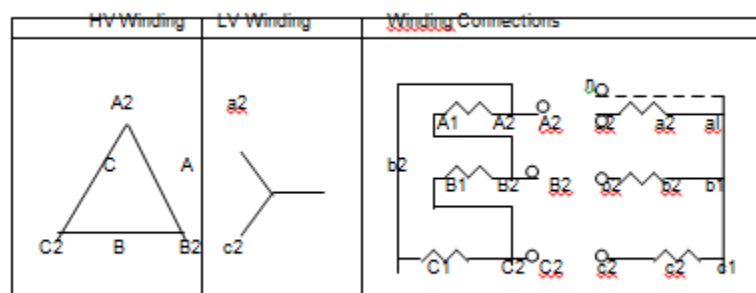 HV Winding LV Winding Winding Connections
A2 a2
A1 A2 A2 a2 a1
C A b2
B1 B2 B2 b2 b1
C2 B B2 c2
C1 C2 C2 c2 c2